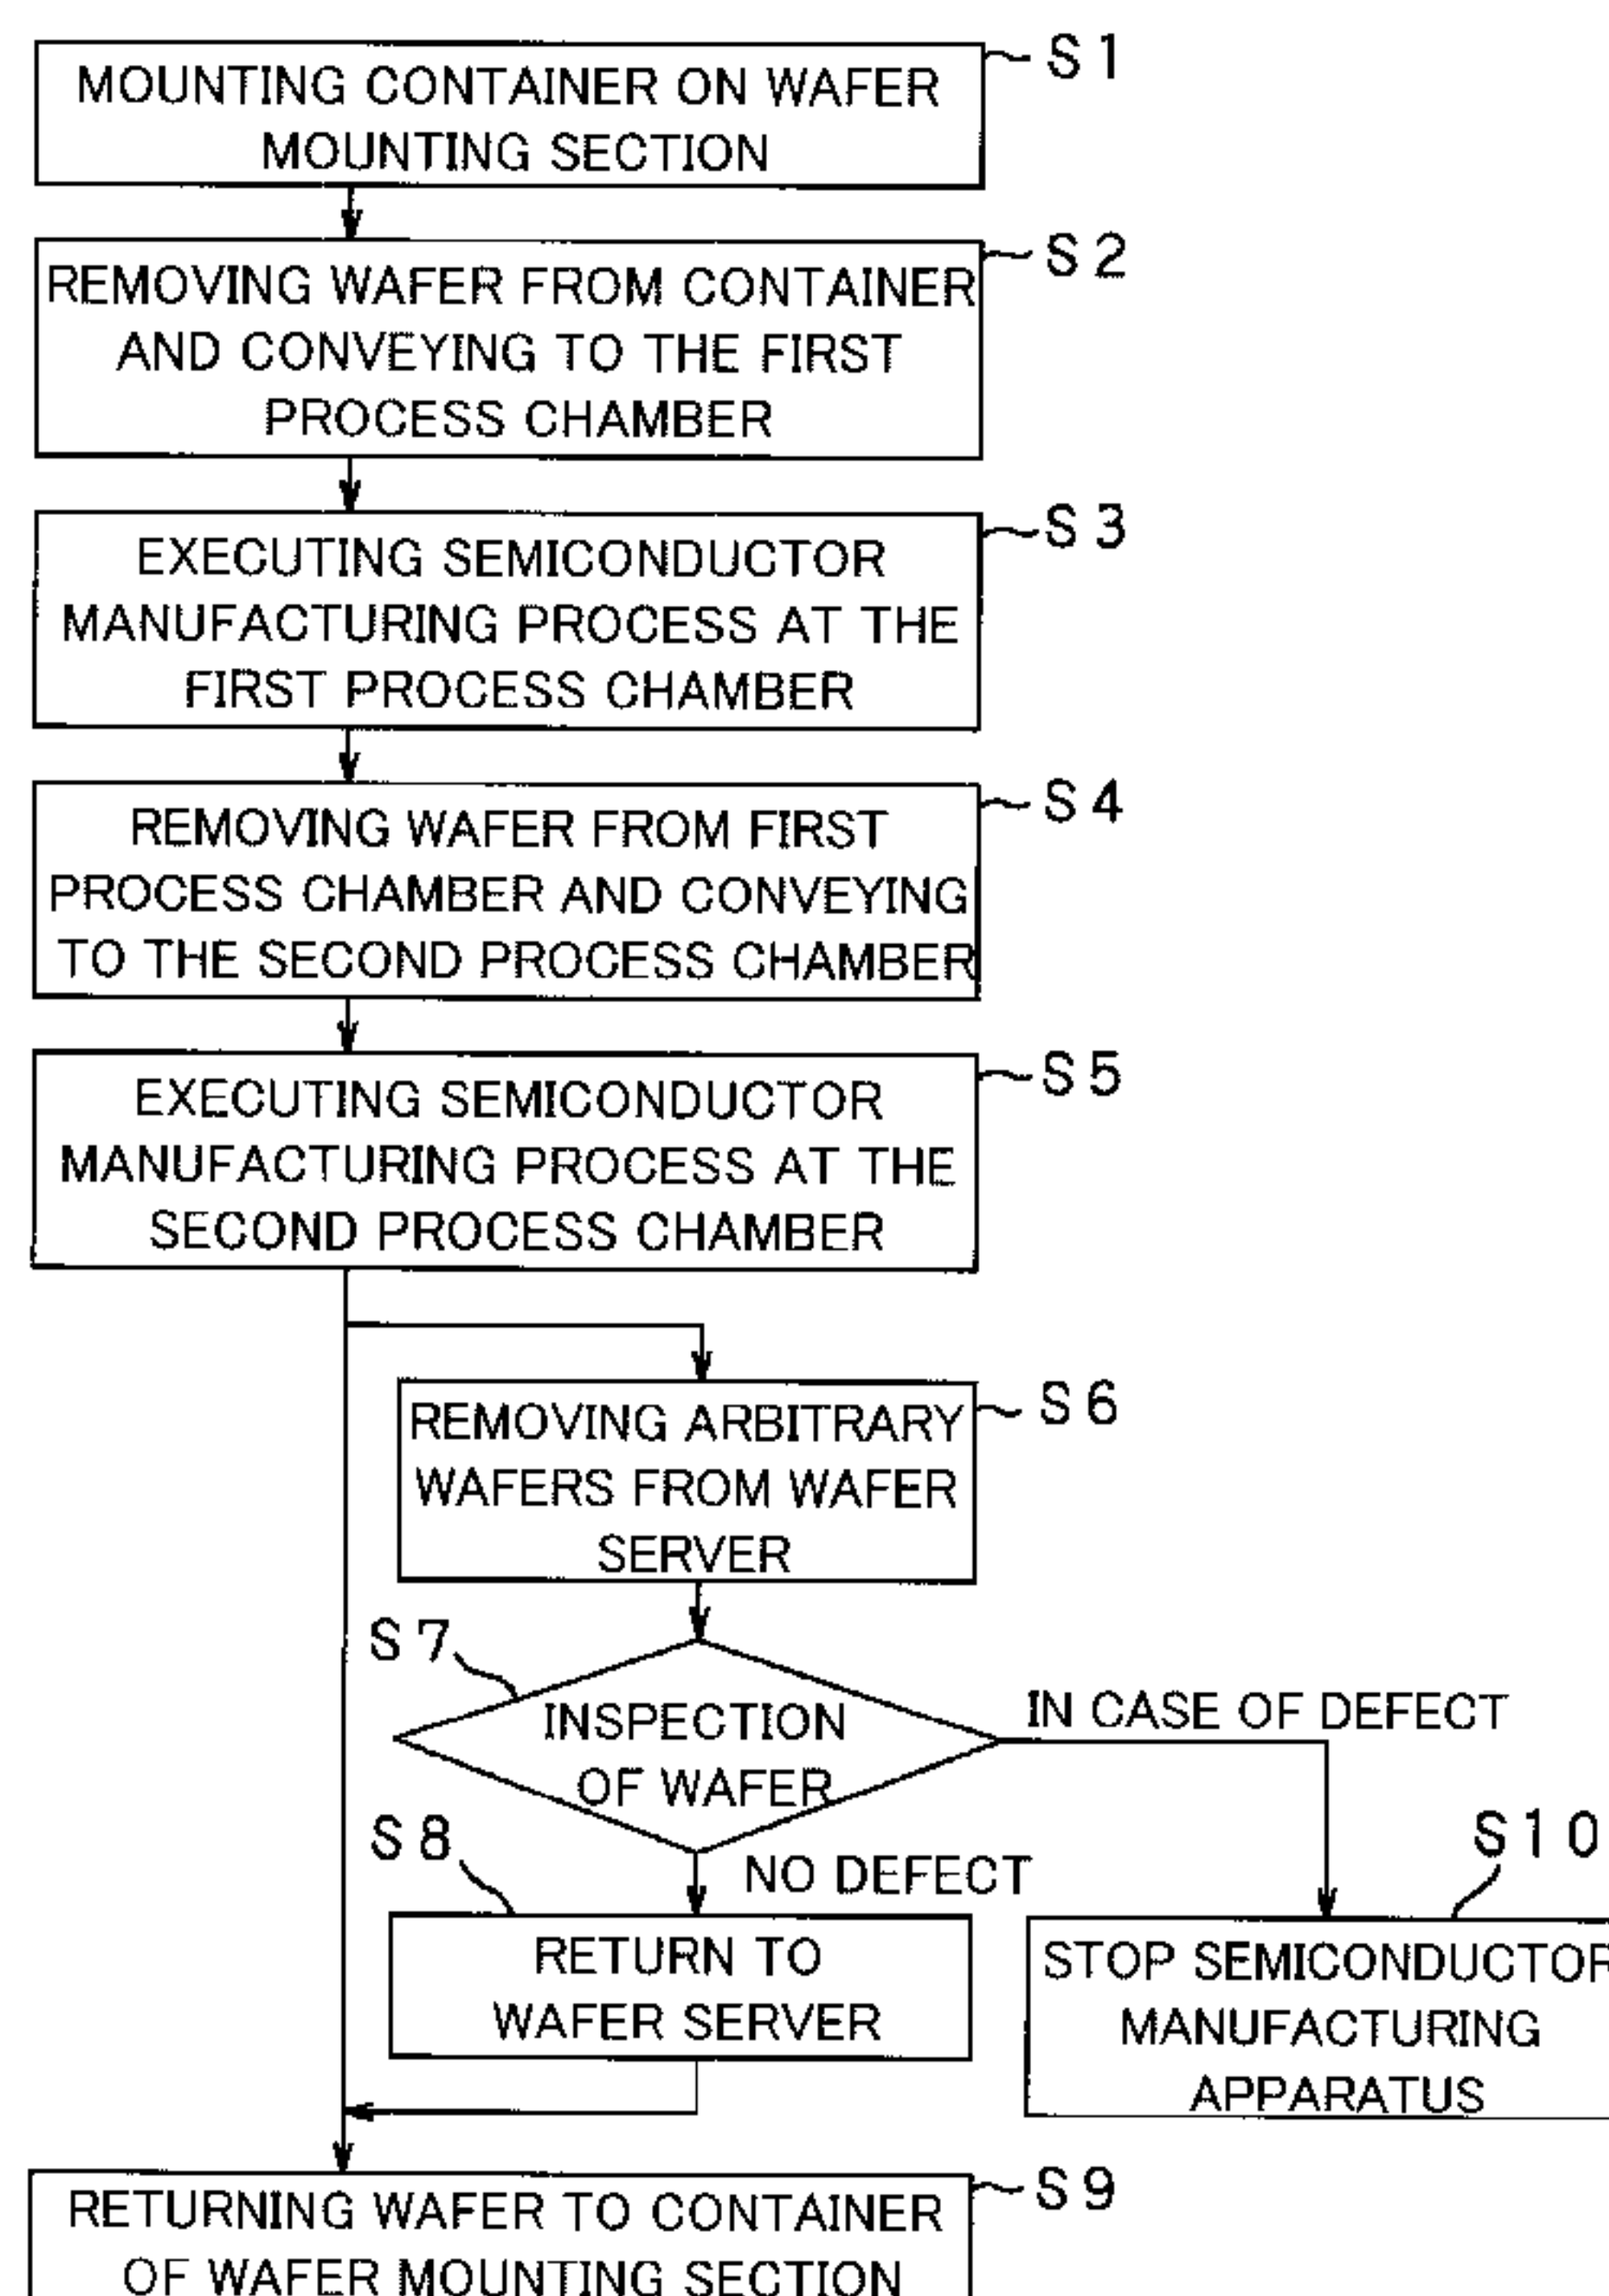 MOUNTING CONTAINER ON WAFER
MOUNTING SECTION
S1
REMOVING WAFER FROM CONTAINER
AND CONVEYING TO THE FIRST
PROCESS CHAMBER
S2
EXECUTING SEMICONDUCTOR
MANUFACTURING PROCESS AT THE
FIRST PROCESS CHAMBER
S3
REMOVING WAFER FROM FIRST
PROCESS CHAMBER AND CONVEYING
TO THE SECOND PROCESS CHAMBER
S4
EXECUTING SEMICONDUCTOR
MANUFACTURING PROCESS AT THE
SECOND PROCESS CHAMBER
S5
REMOVING ARBITRARY
WAFERS FROM WAFER
SERVER
S6
S7
INSPECTION
OF WAFER
IN CASE OF DEFECT
NO DEFECT
S8
RETURN TO
WAFER SERVER
S10
STOP SEMICONDUCTOR
MANUFACTURING
APPARATUS
RETURNING WAFER TO CONTAINER
OF WAFER MOUNTING SECTION
S9